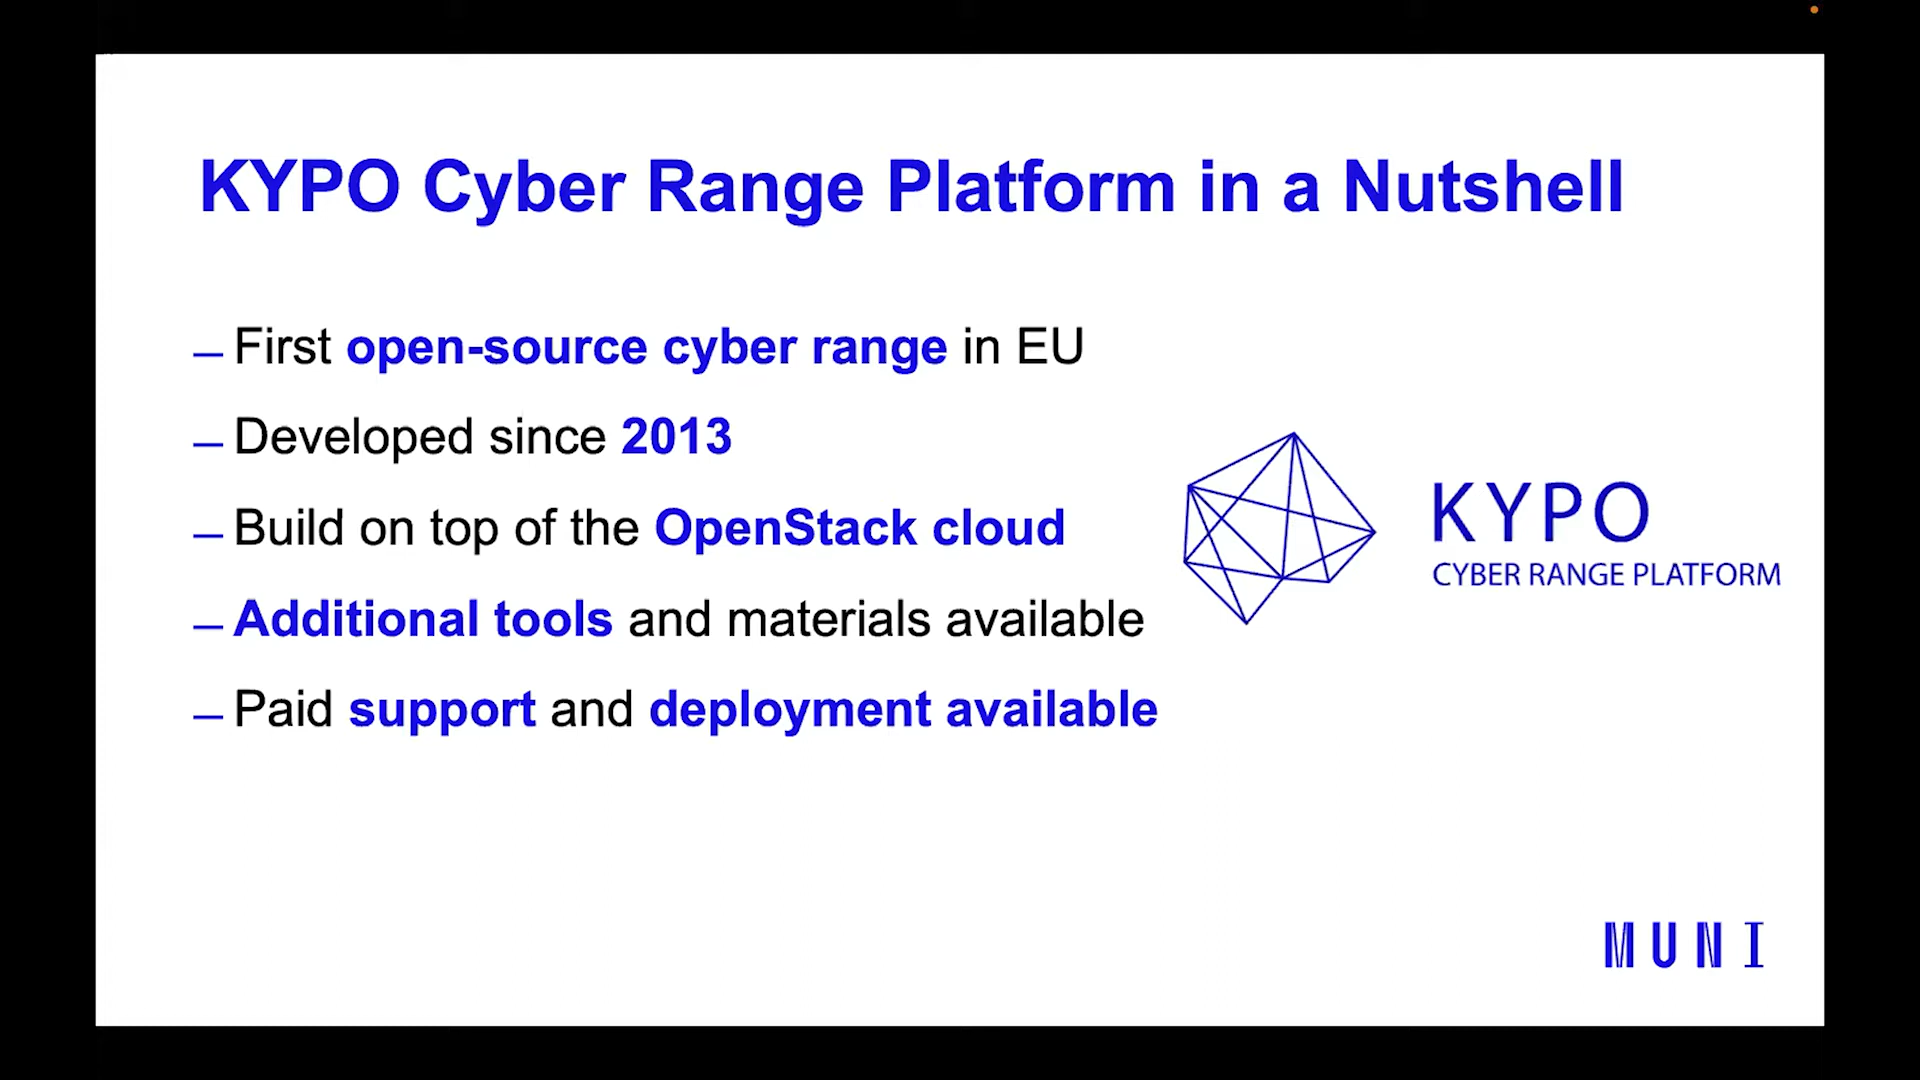 KYPO Cyber Range Platform in a Nutshell
– First open-source cyber range in EU
– Developed since 2013
– Build on top of the OpenStack cloud
– Additional tools and materials available
– Paid support and deployment available
KYPO
CYBER RANGE PLATFORM
MUNI